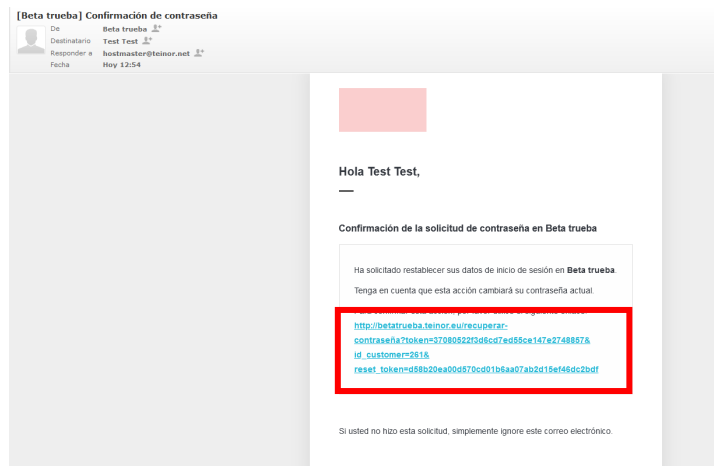 [Beta trueba] Confirmación de contraseña
De Beta trueba
Destinatario Test Test
Responder a hostmaster@teinor.net
Fecha Hoy 12:54
Hola Test Test,
Confirmación de la solicitud de contraseña en Beta trueba
Ha solicitado restablecer sus datos de inicio de sesión en Beta trueba.
Tenga en cuenta que esta acción cambiará su contraseña actual.
http://betatrueba.teinor.eu/recuperar-
contraseña?token=37080522f3d6cd7ed55ce147e2748857&
id_customer=261&
reset_token=d58b20ea00d570cd01b6aa07ab2d15ef46dc2bdf
Si usted no hizo esta solicitud, simplemente ignore este correo electrónico.